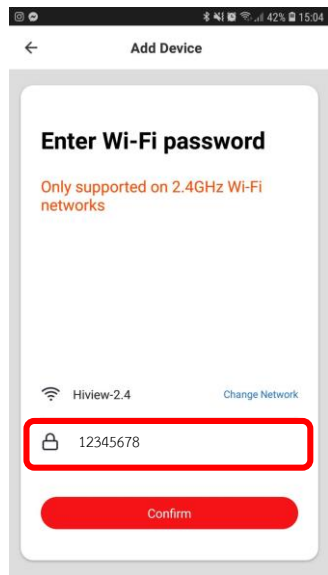 42% 15:04
Add Device
Enter Wi-Fi password
Only supported on 2.4GHz Wi-Fi
networks
Hiview-2.4 Change Network
12345678
Confirm